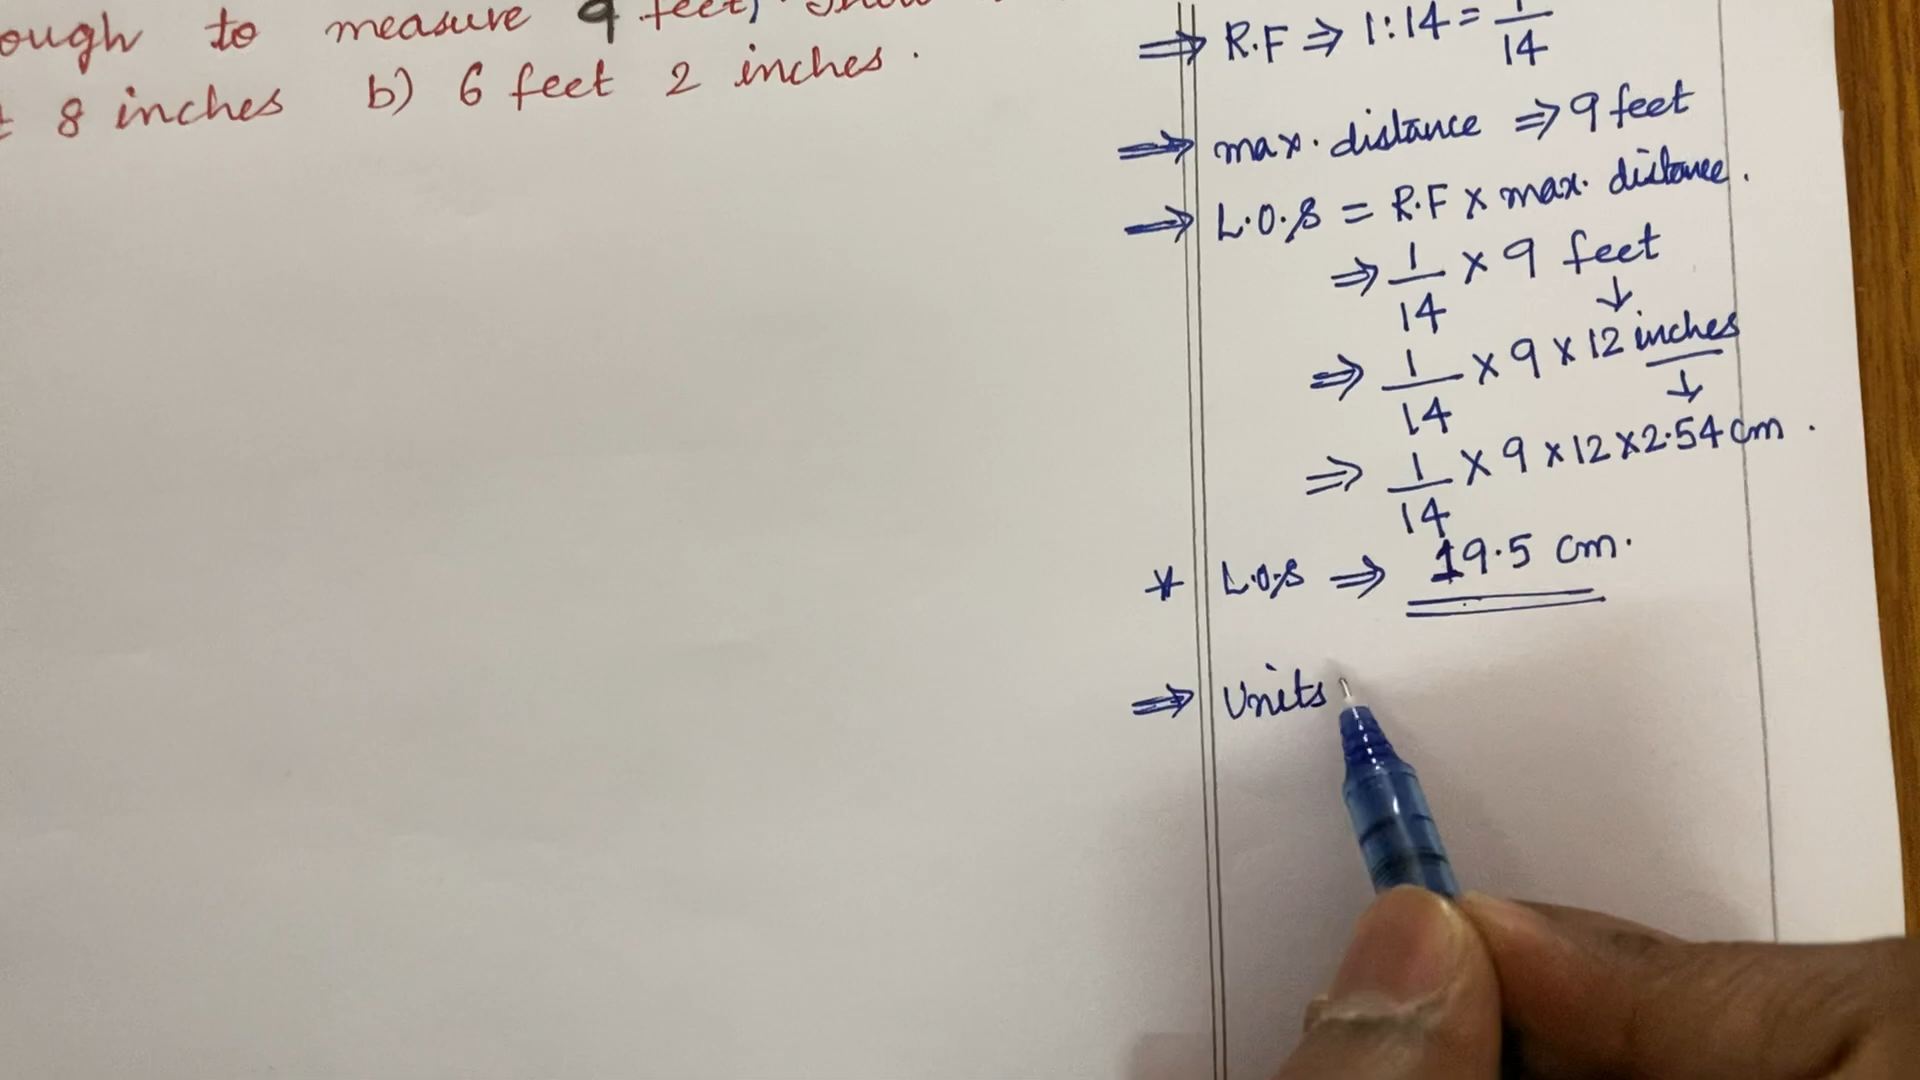 ough to measure 9 feet,
8 inches b) 6 feet 2 inches.
⇒ R.F ⇒ 1:14 = 1/14
⇒ max. distance ⇒ 9 feet
⇒ L.O.S = R.F × max. distance.
⇒ 1/14 × 9 feet
↓
⇒ 1/14 × 9 × 12 inches
↓
⇒ 1/14 × 9 × 12 × 2.54 cm.
* L.O.S ⇒ 19.5 cm.
⇒ Units